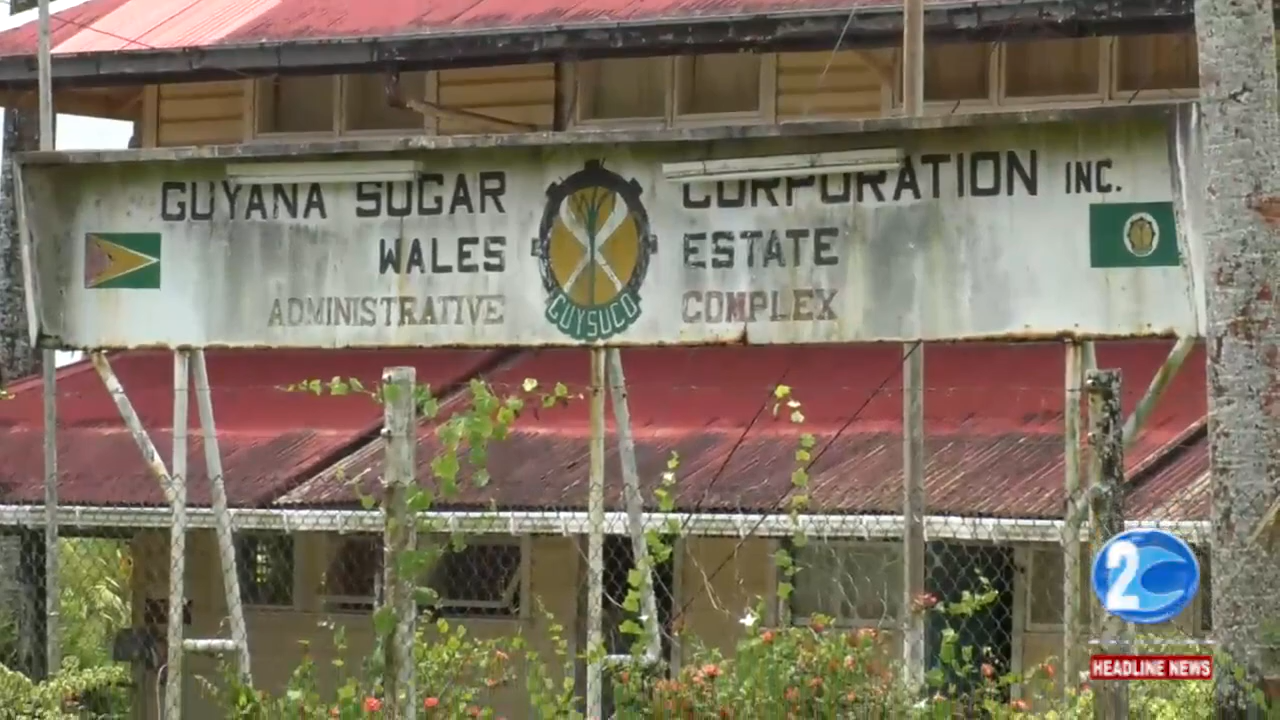 GUYANA SUGAR CORPORATION INC.
WALES ESTATE
ADMINISTRATIVE COMPLEX
GUYSUCO
2
HEADLINE NEWS